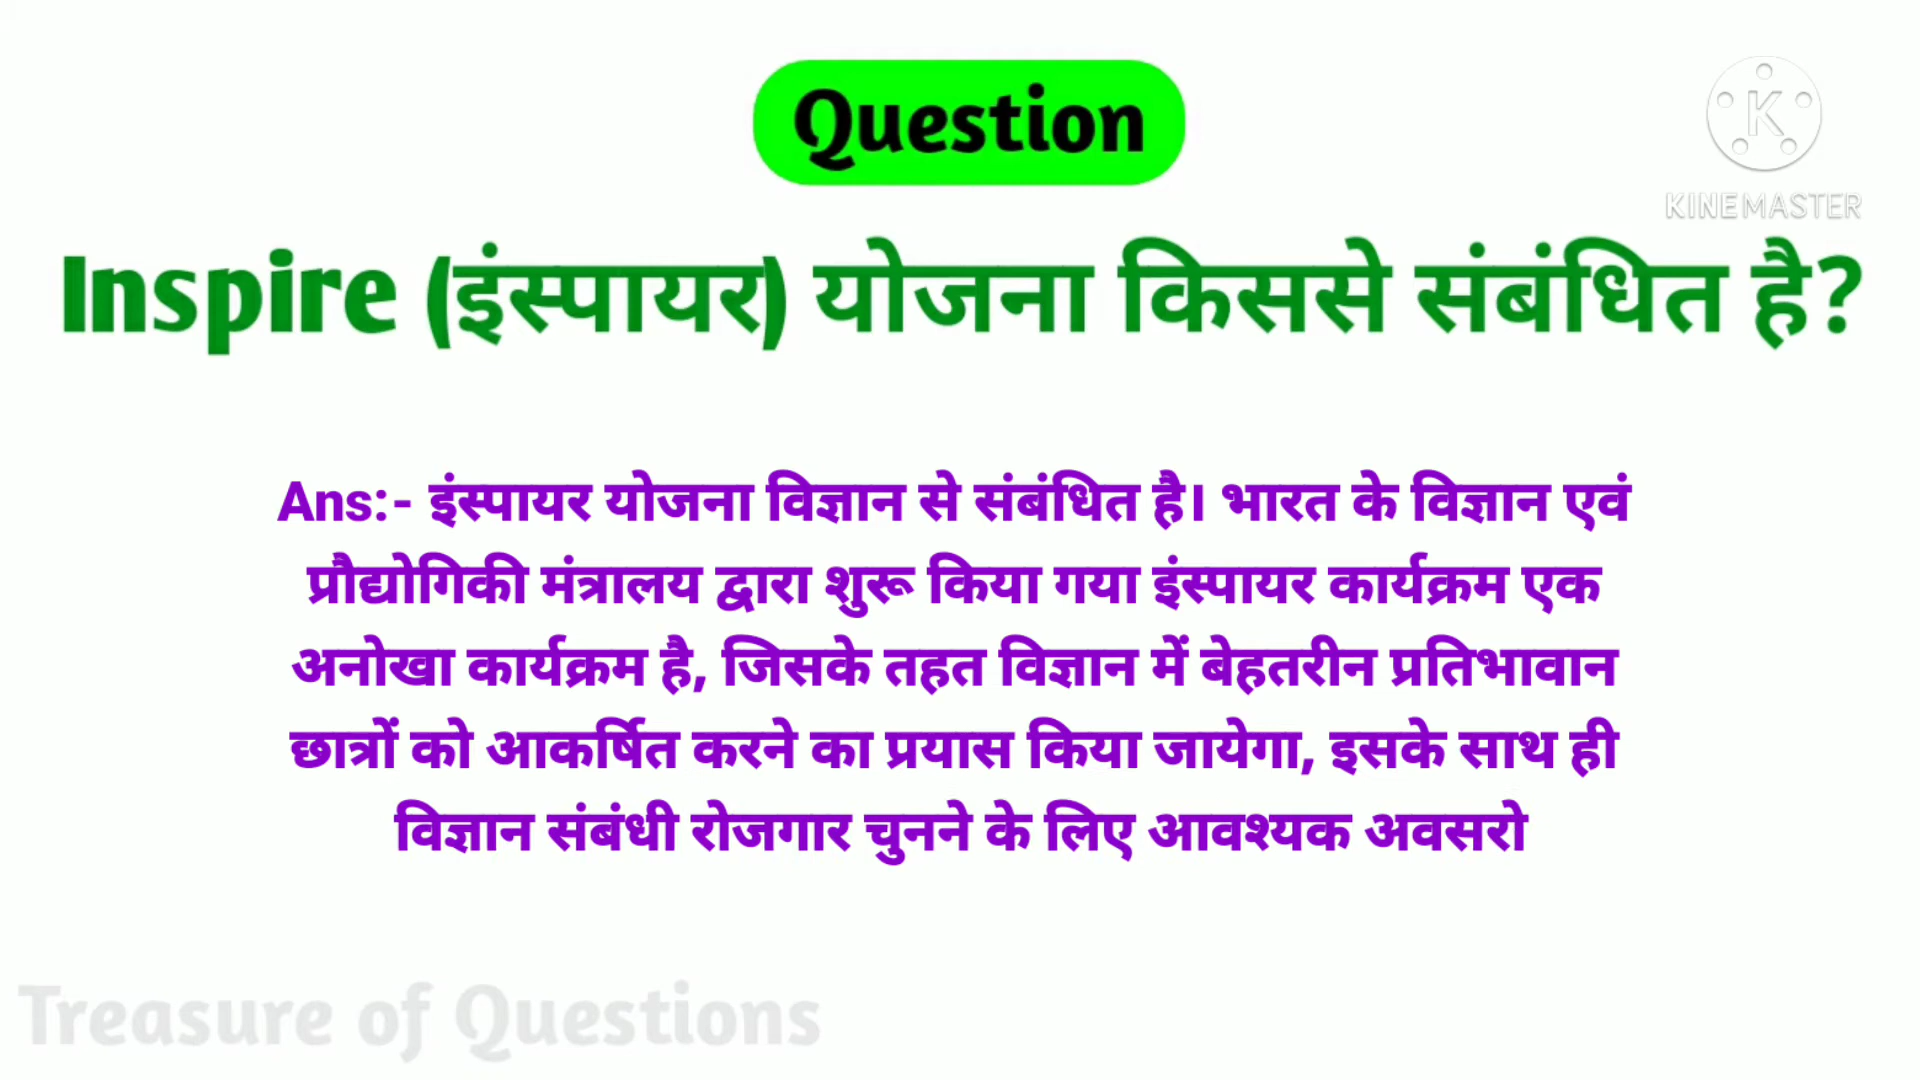 Question
K
KINEMASTER
Inspire (इंस्पायर) योजना किससे संबंधित है?
Ans:- इंस्पायर योजना विज्ञान से संबंधित है। भारत के विज्ञान एवं
प्रौद्योगिकी मंत्रालय द्वारा शुरू किया गया इंस्पायर कार्यक्रम एक
अनोखा कार्यक्रम है, जिसके तहत विज्ञान में बेहतरीन प्रतिभावान
छात्रों को आकर्षित करने का प्रयास किया जायेगा, इसके साथ ही
विज्ञान संबंधी रोजगार चुनने के लिए आवश्यक अवसरो
Treasure of Questions